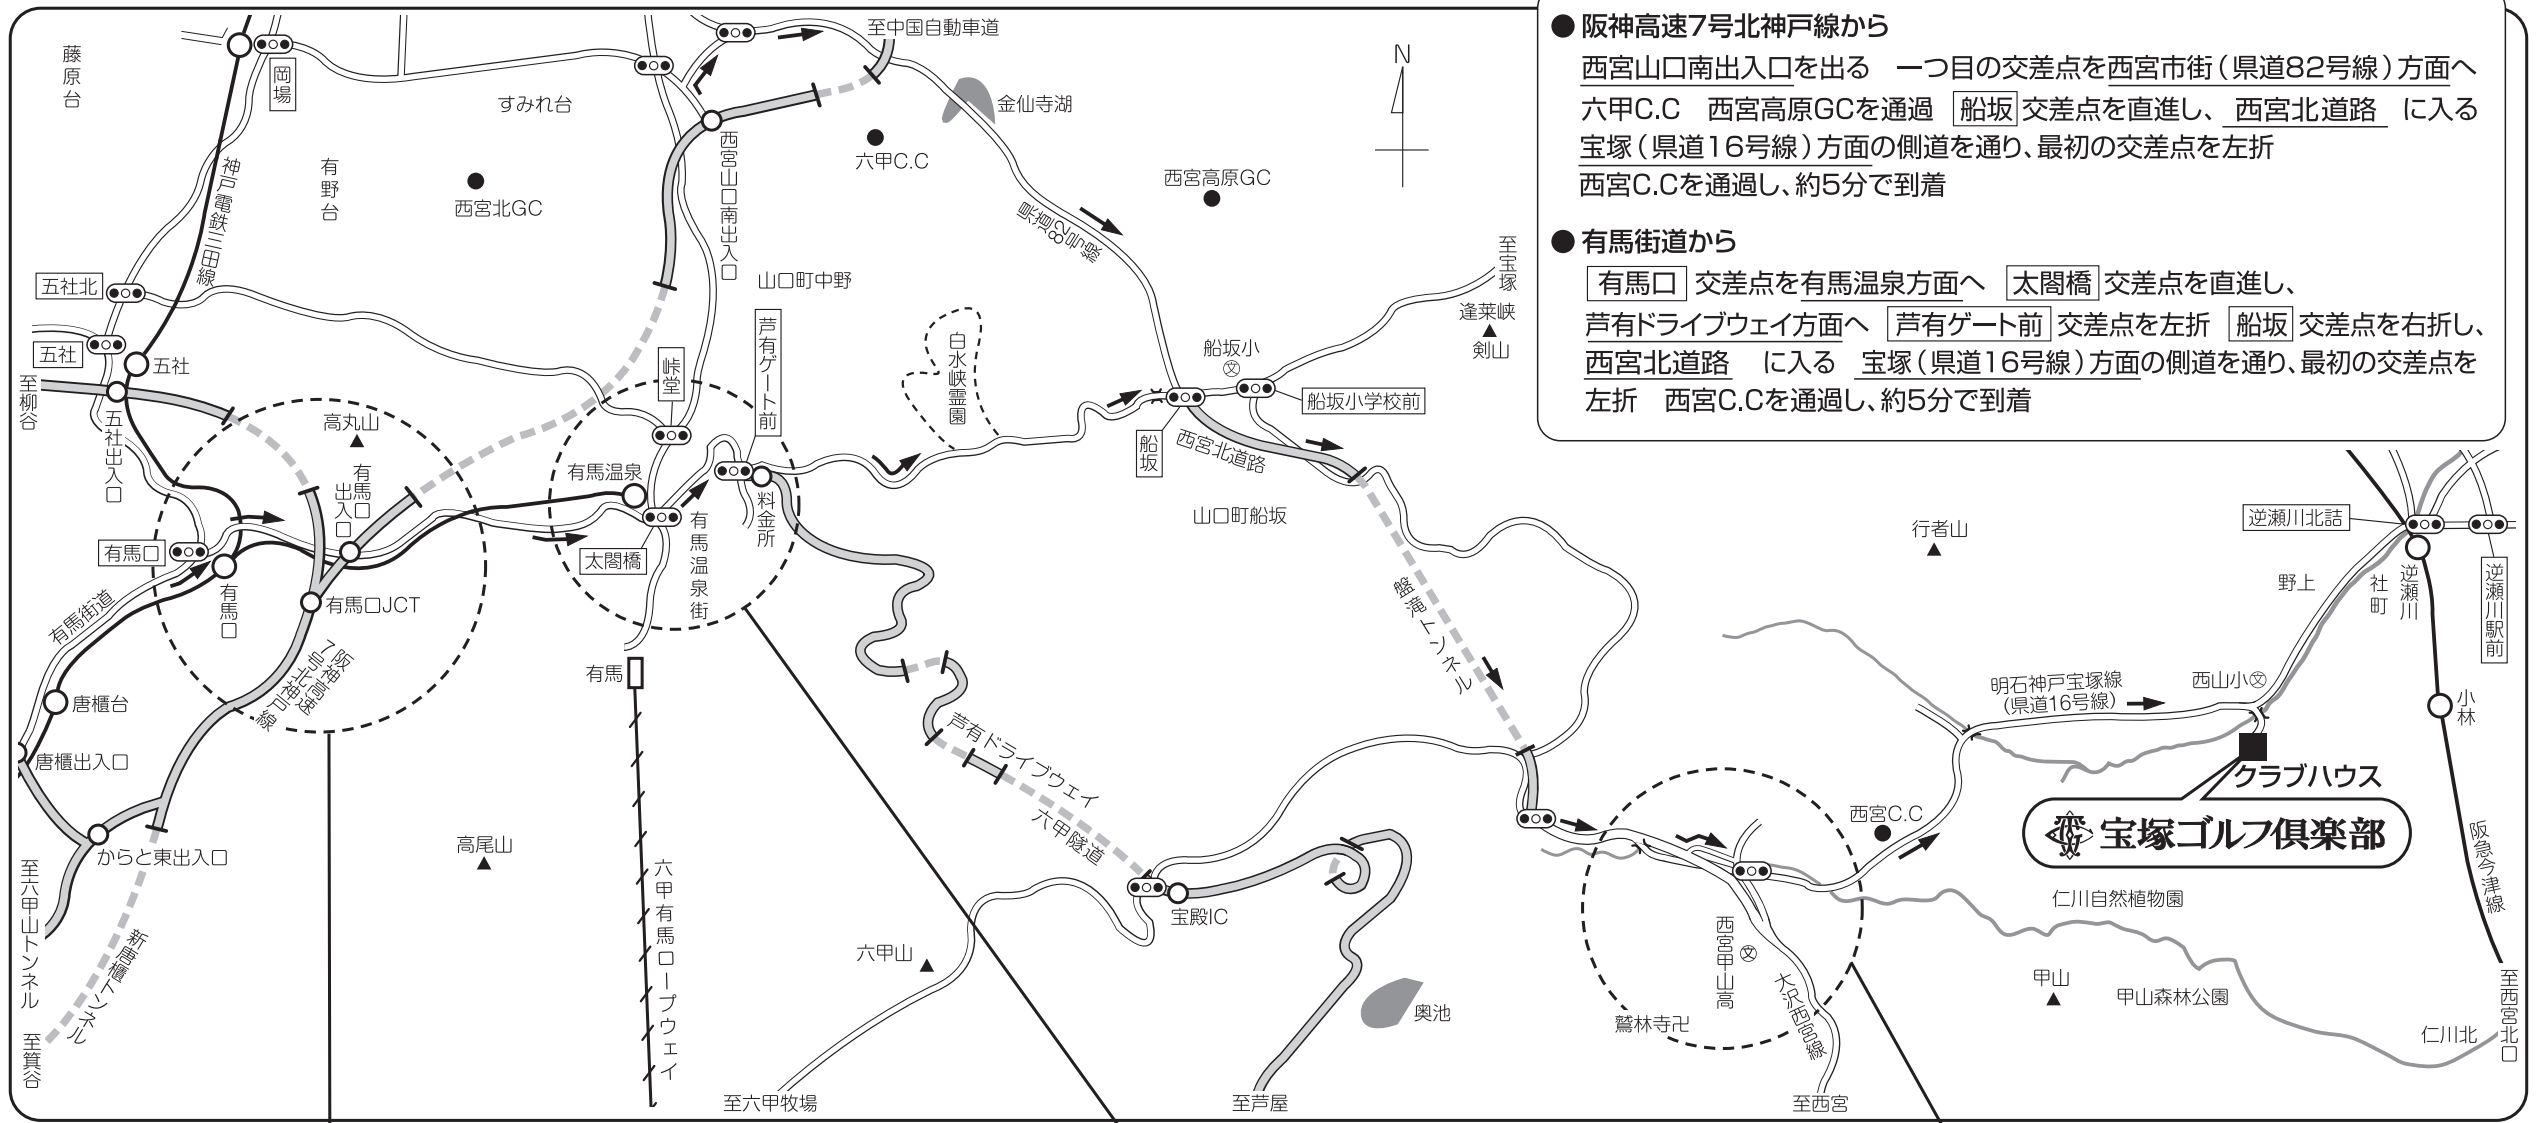 ●阪神高速7号北神戸線から
西宮山口南出入口を出る　一つ目の交差点を西宮市街(県道82号線)方面へ
六甲C.C　西宮高原GCを通過　船坂 交差点を直進し、西宮北道路 に入る
宝塚(県道16号線)方面の側道を通り、最初の交差点を左折
西宮C.Cを通過し、約5分で到着
●有馬街道から
有馬口 交差点を有馬温泉方面へ　太閤橋 交差点を直進し、
芦有ドライブウェイ方面へ　芦有ゲート前 交差点を左折　船坂 交差点を右折し、
西宮北道路　に入る　宝塚(県道16号線)方面の側道を通り、最初の交差点を
左折　西宮C.Cを通過し、約5分で到着
至中国自動車道
N
藤原台
岡場
すみれ台
金仙寺湖
六甲C.C
西宮山口南出入口
神戸電鉄三田線
有野台
西宮北GC
西宮高原GC
県道82号線
至宝塚
五社北
山口町中野
逢莱峡
剣山
五社
五社
芦有ゲート前
峠堂
白水峡霊園
船坂小
文
船坂小学校前
至柳谷
五社出入口
高丸山
有馬口出入口
有馬温泉
船坂
西宮北道路
料金所
山口町船坂
有馬口
太閤橋
有馬温泉街
有馬口
有馬口JCT
有馬街道
阪神高速
7号北神戸線
盤滝トンネル
行者山
逆瀬川北詰
逆瀬川
逆瀬川駅前
野上
社町
有馬
唐櫃台
唐櫃出入口
明石神戸宝塚線
(県道16号線)
西山小文
小林
芦有ドライブウェイ
六甲隧道
クラブハウス
宝塚ゴルフ倶楽部
西宮C.C
高尾山
からと東出入口
至六甲山トンネル
新唐櫃トンネル
至箕谷
六甲有馬ロープウェイ
宝殿IC
六甲山
仁川自然植物園
阪急今津線
西宮甲山高
文
大沢西宮線
甲山
甲山森林公園
奥池
鷲林寺卍
仁川北
至西宮北口
至六甲牧場
至芦屋
至西宮